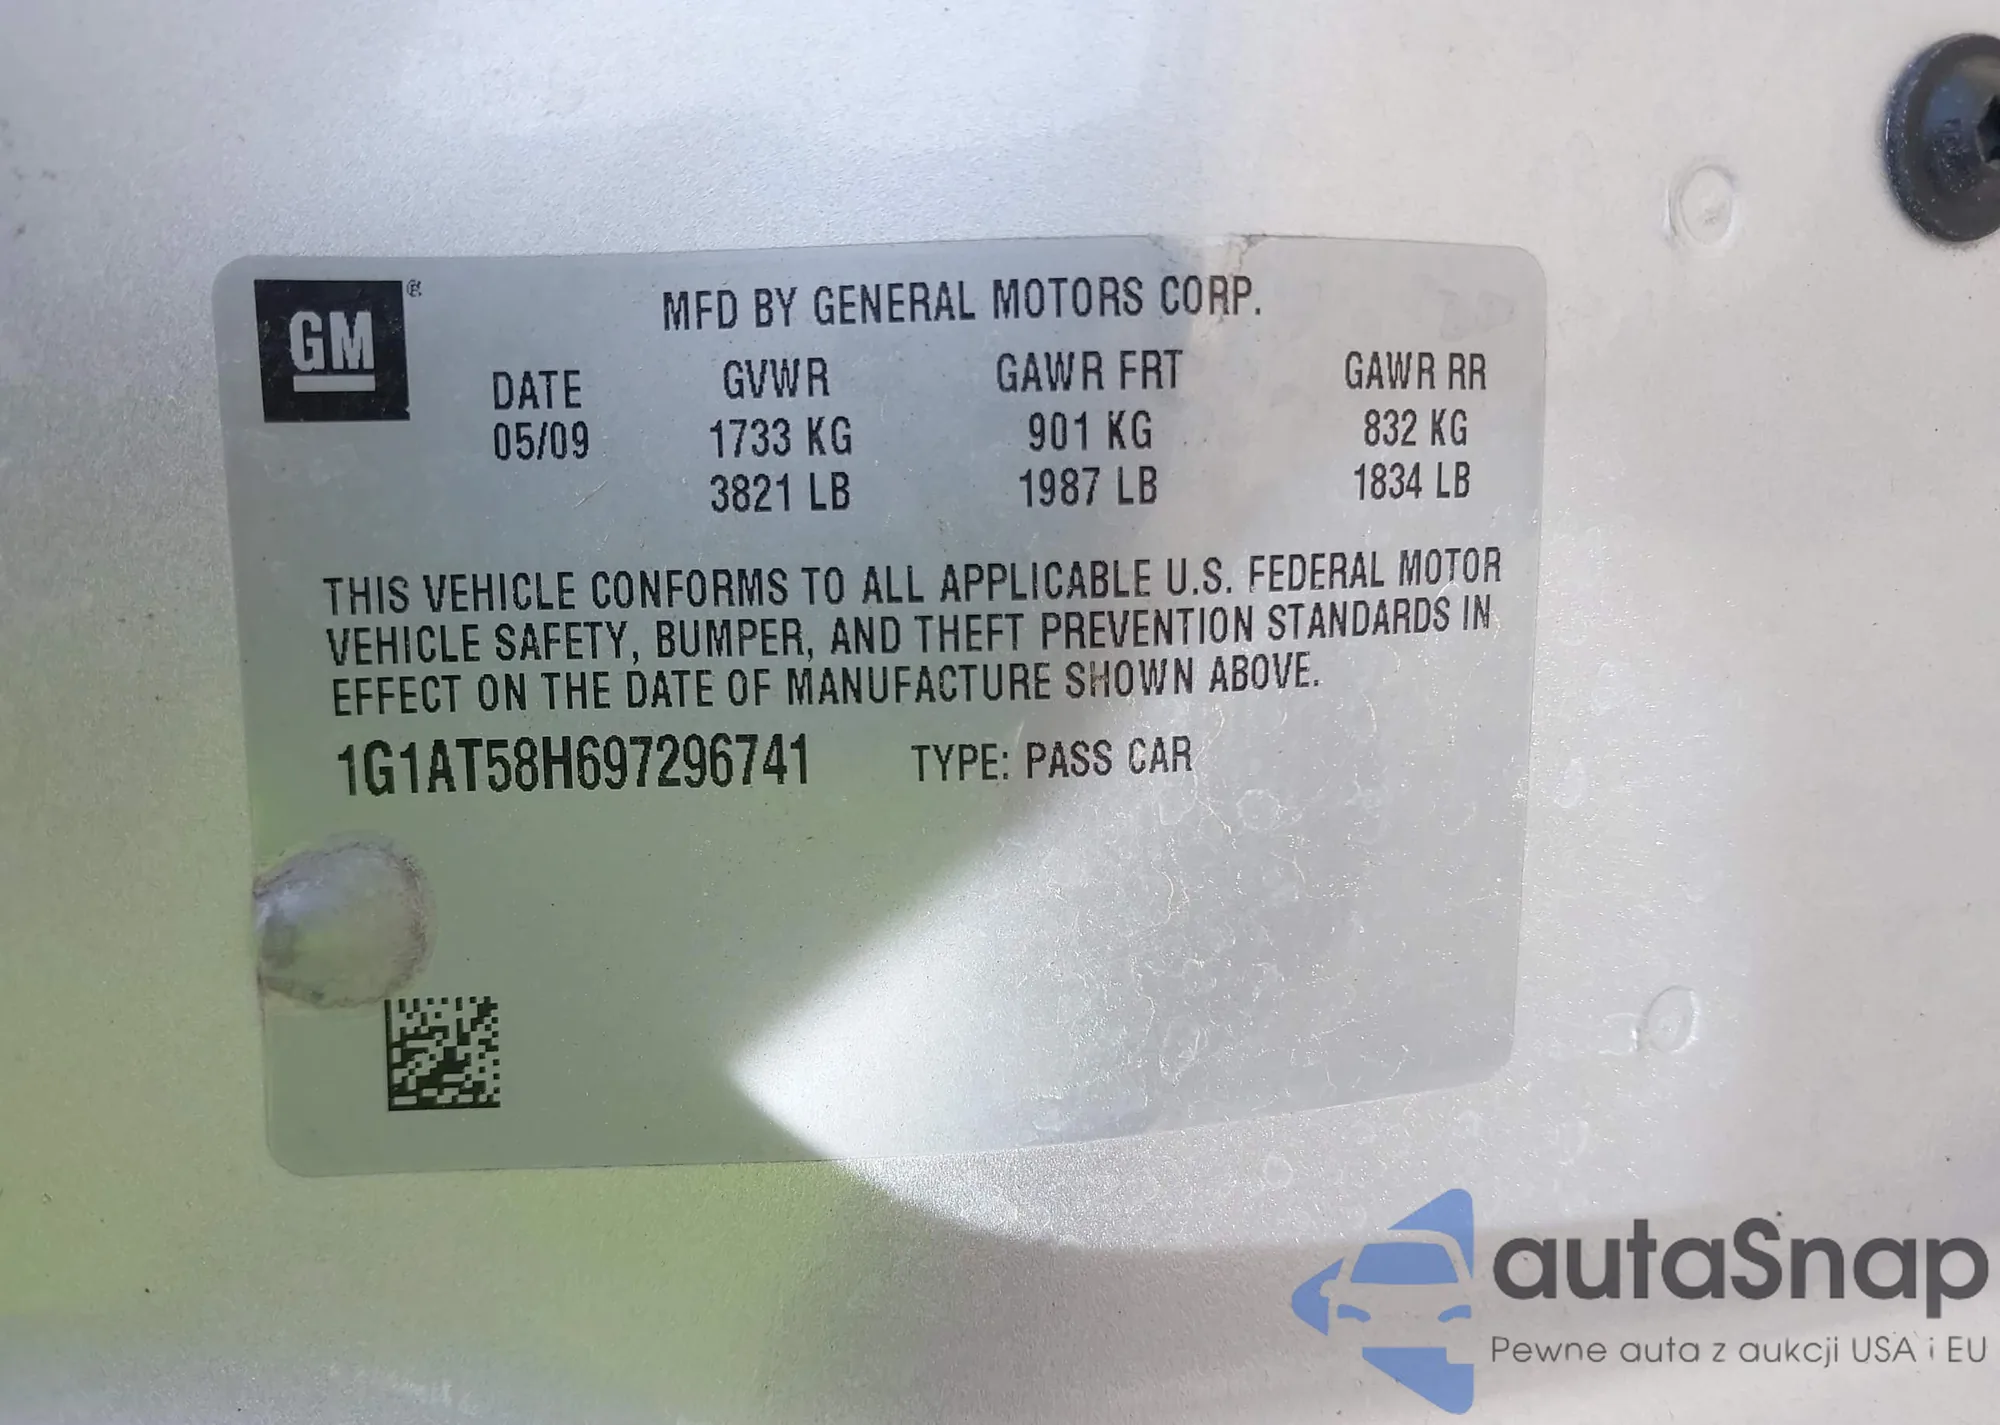 GM®
MFD BY GENERAL MOTORS CORP.
DATE GVWR GAWR FRT GAWR RR
05/09 1733 KG 901 KG 832 KG
3821 LB 1987 LB 1834 LB
THIS VEHICLE CONFORMS TO ALL APPLICABLE U.S. FEDERAL MOTOR
VEHICLE SAFETY, BUMPER, AND THEFT PREVENTION STANDARDS IN
EFFECT ON THE DATE OF MANUFACTURE SHOWN ABOVE.
1G1AT58H697296741 TYPE: PASS CAR
autaSnap
Pewne auta z aukcji USA i EU